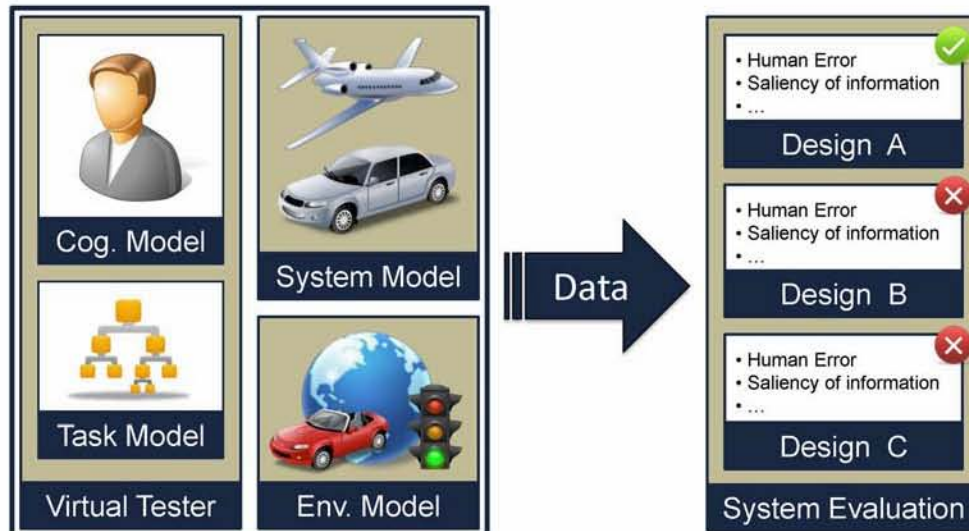 Cog. Model
Task Model
Virtual Tester
System Model
Env. Model
Data
• Human Error
• Saliency of information
• ...
Design A
• Human Error
• Saliency of information
• ...
Design B
• Human Error
• Saliency of information
• ...
Design C
System Evaluation